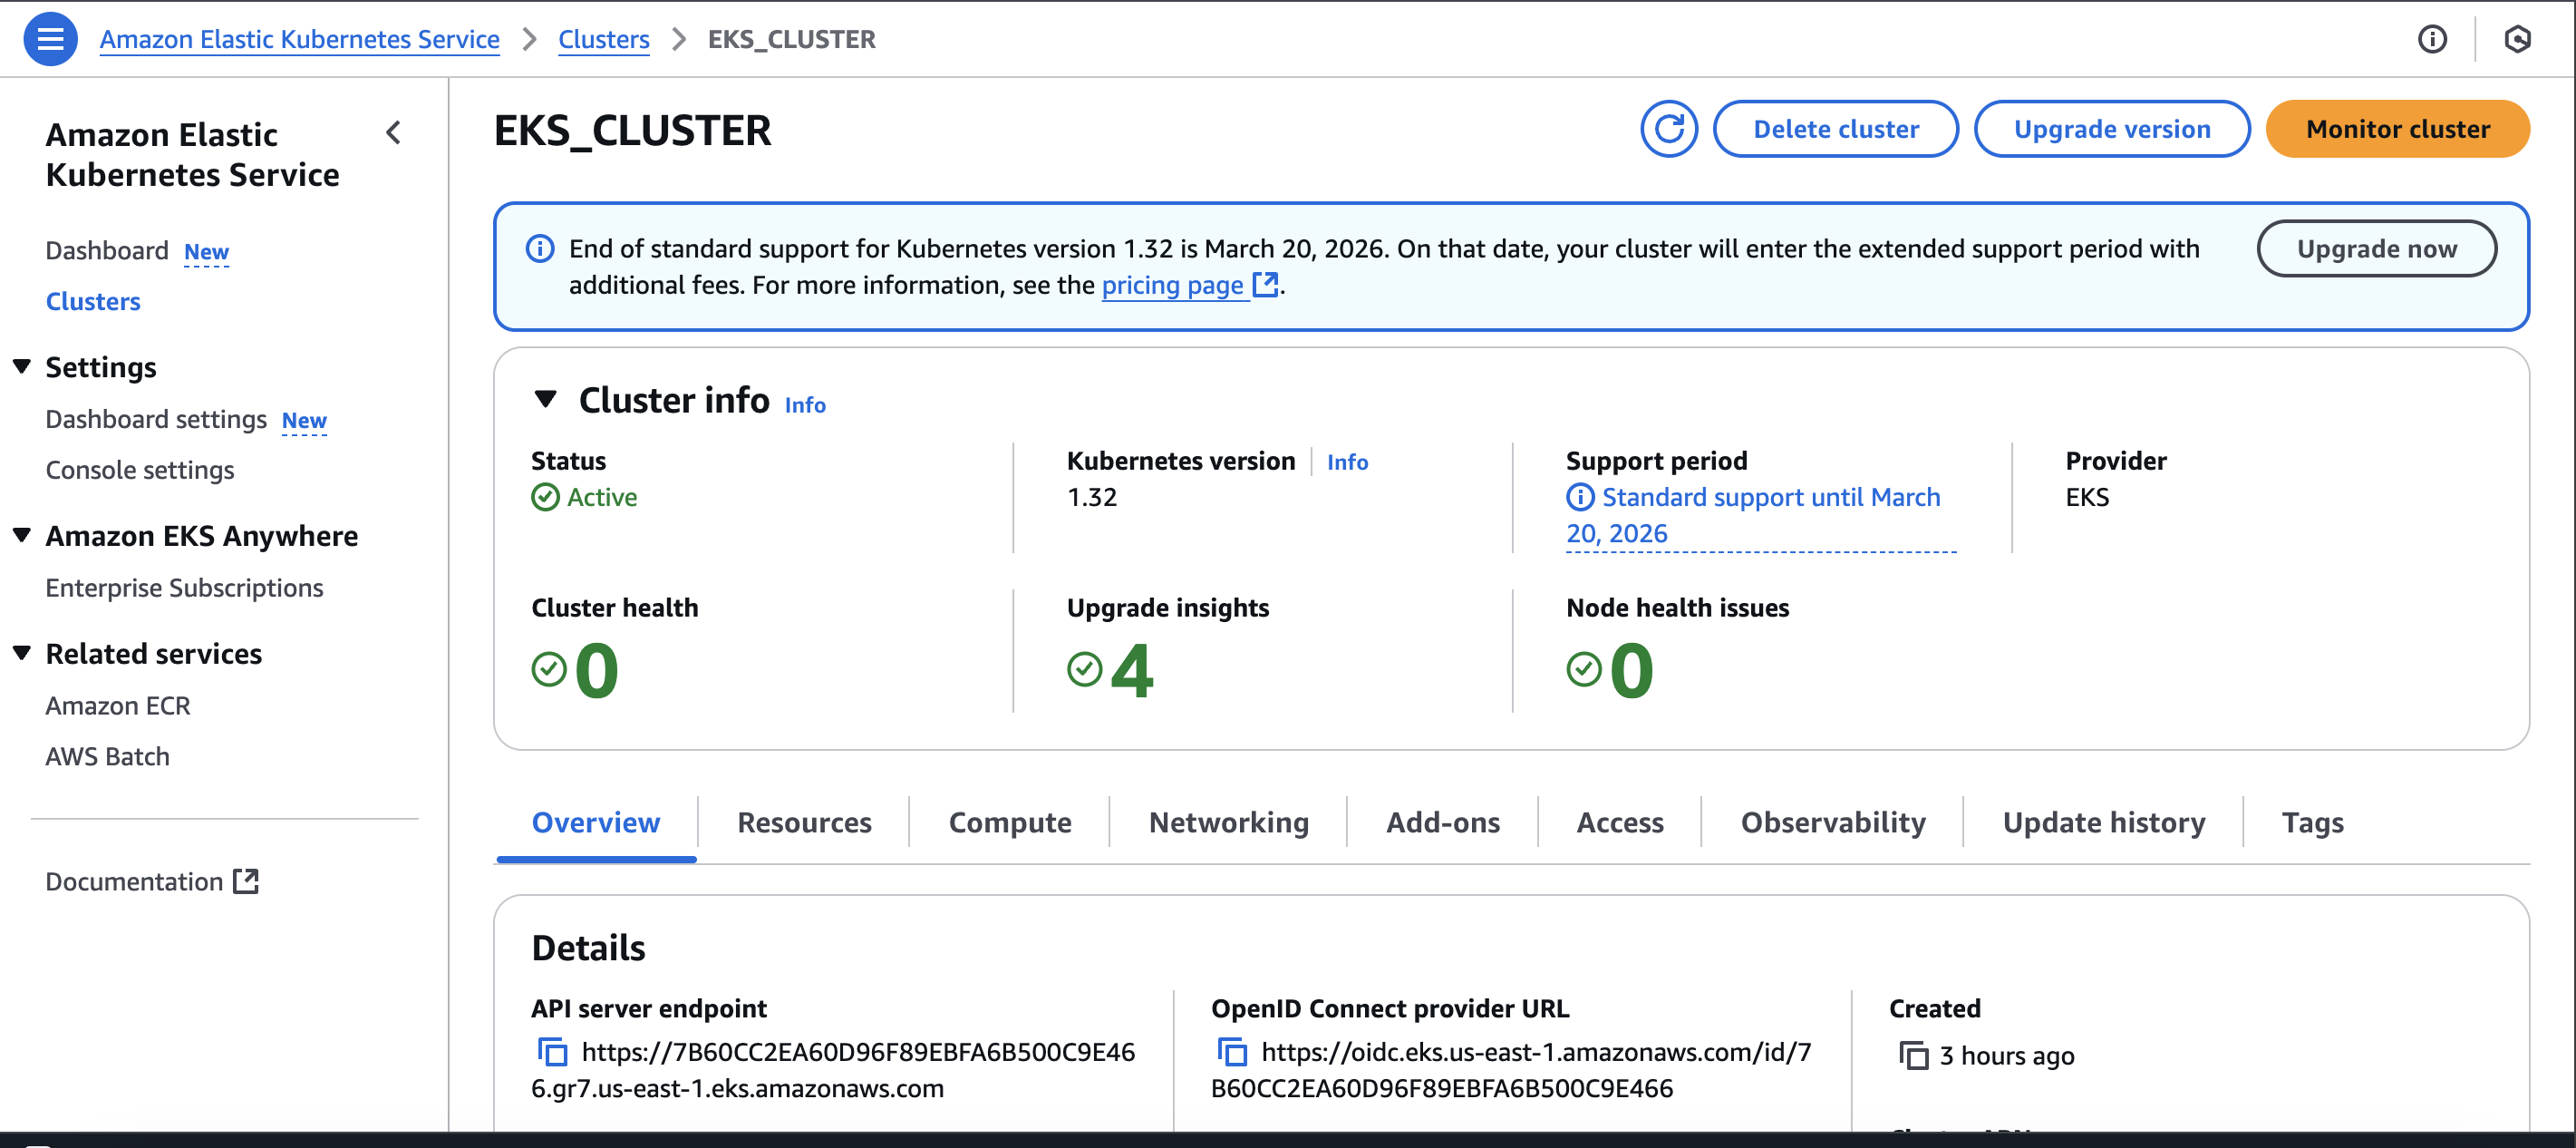 Amazon Elastic Kubernetes Service > Clusters > EKS_CLUSTER
Amazon Elastic
Kubernetes Service
Dashboard New
Clusters
Settings
Dashboard settings New
Console settings
Amazon EKS Anywhere
Enterprise Subscriptions
Related services
Amazon ECR
AWS Batch
Documentation
EKS_CLUSTER
Delete cluster
Upgrade version
Monitor cluster
End of standard support for Kubernetes version 1.32 is March 20, 2026. On that date, your cluster will enter the extended support period with
additional fees. For more information, see the pricing page.
Upgrade now
Cluster info Info
Status
Active
Kubernetes version Info
1.32
Support period
Standard support until March
20, 2026
Provider
EKS
Cluster health
0
Upgrade insights
4
Node health issues
0
Overview
Resources
Compute
Networking
Add-ons
Access
Observability
Update history
Tags
Details
API server endpoint
https://7B60CC2EA60D96F89EBFA6B500C9E46
6.gr7.us-east-1.eks.amazonaws.com
OpenID Connect provider URL
https://oidc.eks.us-east-1.amazonaws.com/id/7
B60CC2EA60D96F89EBFA6B500C9E466
Created
3 hours ago